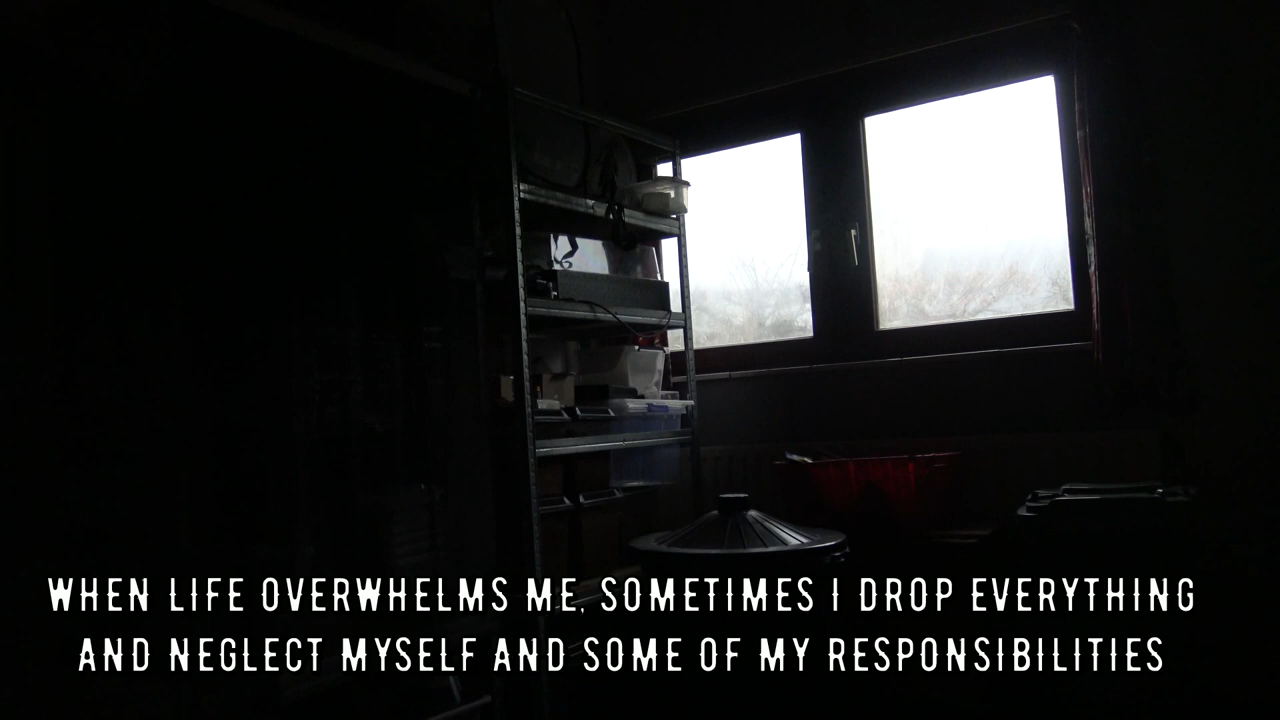 WHEN LIFE OVERWHELMS ME, SOMETIMES I DROP EVERYTHING
AND NEGLECT MYSELF AND SOME OF MY RESPONSIBILITIES